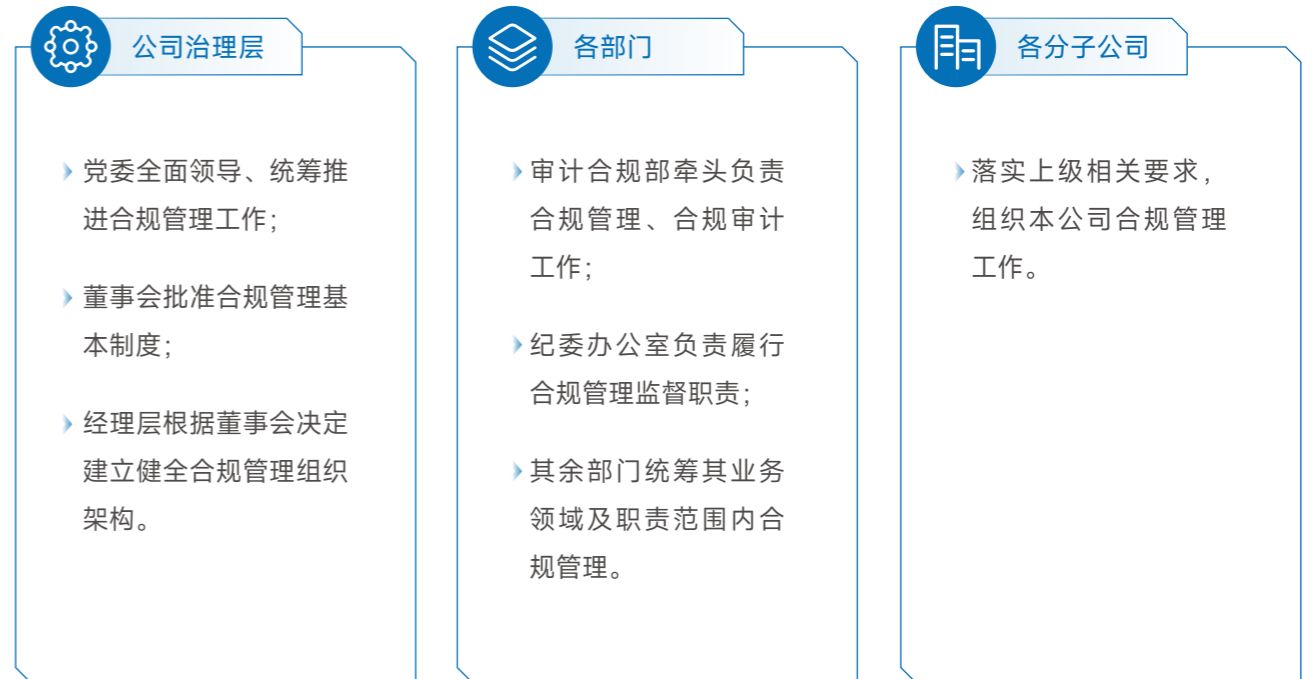 公司治理层
党委全面领导、统筹推
进合规管理工作；
董事会批准合规管理基
本制度；
经理层根据董事会决定
建立健全合规管理组织
架构。
各部门
审计合规部牵头负责
合规管理、合规审计
工作；
纪委办公室负责履行
合规管理监督职责；
其余部门统筹其业务
领域及职责范围内合
规管理。
各分子公司
落实上级相关要求，
组织本公司合规管理
工作。